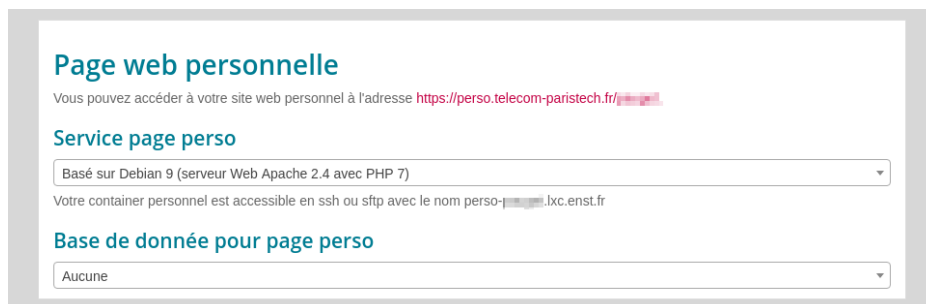 Page web personnelle
Vous pouvez accéder à votre site web personnel à l'adresse https://perso.telecom-paristech.fr/
Service page perso
Basé sur Debian 9 (serveur Web Apache 2.4 avec PHP 7)
Votre container personnel est accessible en ssh ou sftp avec le nom perso- .lxc.enst.fr
Base de donnée pour page perso
Aucune